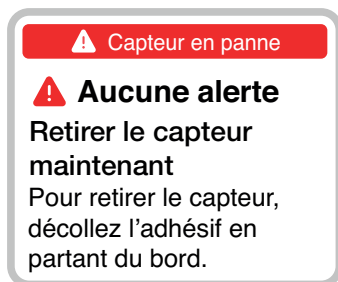 Capteur en panne
Aucune alerte
Retirer le capteur
maintenant
Pour retirer le capteur,
décollez l’adhésif en
partant du bord.